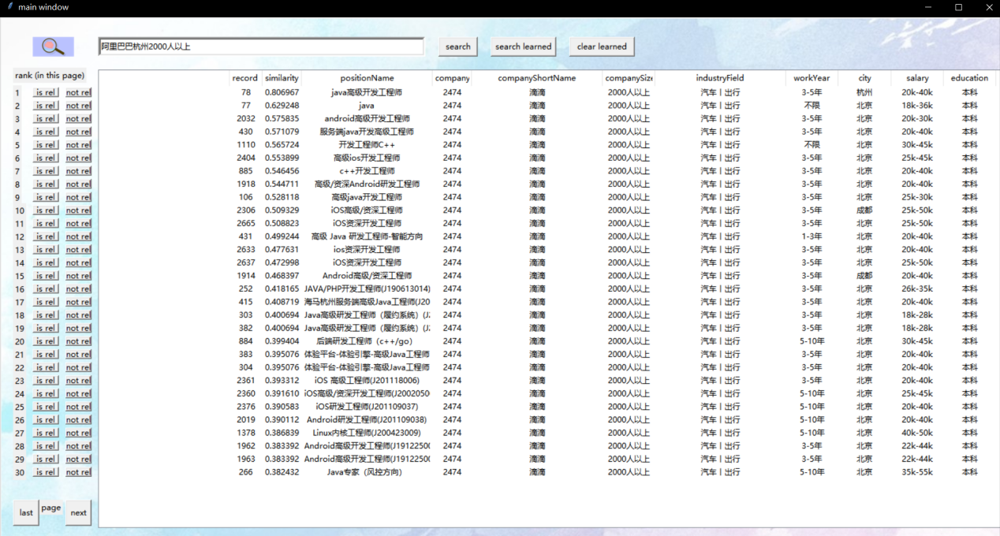 main window
阿里巴巴杭州2000人以上 search search learned clear learned
rank (in this page) record similarity positionName company companyShortName companySize industryField workYear city salary education
1 is rel not rel 78 0.806967 java高级开发工程师 2474 滴滴 2000人以上 汽车丨出行 3-5年 杭州 20k-40k 本科
2 is rel not rel 77 0.629248 java 2474 滴滴 2000人以上 汽车丨出行 不限 北京 18k-36k 本科
3 is rel not rel 2032 0.575835 android高级开发工程师 2474 滴滴 2000人以上 汽车丨出行 3-5年 北京 20k-30k 本科
4 is rel not rel 430 0.571079 服务端java开发高级工程师 2474 滴滴 2000人以上 汽车丨出行 3-5年 北京 20k-40k 本科
5 is rel not rel 1110 0.565724 开发工程师C++ 2474 滴滴 2000人以上 汽车丨出行 不限 北京 30k-45k 本科
6 is rel not rel 2404 0.553899 高级ios开发工程师 2474 滴滴 2000人以上 汽车丨出行 3-5年 北京 25k-45k 本科
7 is rel not rel 885 0.546456 c++开发工程师 2474 滴滴 2000人以上 汽车丨出行 3-5年 北京 20k-40k 本科
8 is rel not rel 1918 0.544711 高级/资深Android研发工程师 2474 滴滴 2000人以上 汽车丨出行 3-5年 北京 20k-40k 本科
9 is rel not rel 106 0.528118 高级java开发工程师 2474 滴滴 2000人以上 汽车丨出行 3-5年 北京 25k-30k 本科
10 is rel not rel 2306 0.509329 iOS高级/资深工程师 2474 滴滴 2000人以上 汽车丨出行 3-5年 成都 25k-50k 本科
11 is rel not rel 2665 0.508823 iOS资深开发工程师 2474 滴滴 2000人以上 汽车丨出行 3-5年 北京 25k-50k 本科
12 is rel not rel 431 0.499244 高级 Java 研发工程师-智能方向 2474 滴滴 2000人以上 汽车丨出行 1-3年 北京 20k-40k 本科
13 is rel not rel 2633 0.477631 ios资深开发工程师 2474 滴滴 2000人以上 汽车丨出行 3-5年 北京 20k-40k 本科
14 is rel not rel 2637 0.472998 iOS资深开发工程师 2474 滴滴 2000人以上 汽车丨出行 3-5年 北京 25k-50k 本科
15 is rel not rel 1914 0.468397 Android高级/资深工程师 2474 滴滴 2000人以上 汽车丨出行 3-5年 成都 20k-40k 本科
16 is rel not rel 252 0.418165 JAVA/PHP开发工程师(J190613014) 2474 滴滴 2000人以上 汽车丨出行 3-5年 北京 26k-35k 本科
17 is rel not rel 415 0.408719 海马杭州服务端高级Java工程师(J20 2474 滴滴 2000人以上 汽车丨出行 3-5年 北京 20k-40k 本科
18 is rel not rel 303 0.400694 Java高级研发工程师（履约系统）(J2 2474 滴滴 2000人以上 汽车丨出行 3-5年 北京 18k-28k 本科
19 is rel not rel 382 0.400694 Java高级研发工程师（履约系统）(J2 2474 滴滴 2000人以上 汽车丨出行 3-5年 北京 18k-28k 本科
20 is rel not rel 884 0.399404 后端研发工程师（c++/go） 2474 滴滴 2000人以上 汽车丨出行 5-10年 北京 30k-45k 本科
21 is rel not rel 383 0.395076 体验平台-体验引擎-高级Java工程师 2474 滴滴 2000人以上 汽车丨出行 3-5年 北京 20k-40k 本科
22 is rel not rel 304 0.395076 体验平台-体验引擎-高级Java工程师 2474 滴滴 2000人以上 汽车丨出行 3-5年 北京 20k-40k 本科
23 is rel not rel 2361 0.393312 iOS 高级工程师(J201118006) 2474 滴滴 2000人以上 汽车丨出行 3-5年 北京 20k-40k 本科
24 is rel not rel 2360 0.391610 iOS高级/资深开发工程师(J2002050 2474 滴滴 2000人以上 汽车丨出行 5-10年 北京 25k-45k 本科
25 is rel not rel 2376 0.390583 iOS研发工程师(J201109037) 2474 滴滴 2000人以上 汽车丨出行 5-10年 北京 20k-40k 本科
26 is rel not rel 2019 0.390112 Android研发工程师(J201109038) 2474 滴滴 2000人以上 汽车丨出行 5-10年 北京 20k-40k 本科
27 is rel not rel 1378 0.386839 Linux内核工程师(J200423009) 2474 滴滴 2000人以上 汽车丨出行 5-10年 北京 40k-50k 本科
28 is rel not rel 1962 0.383392 Android高级开发工程师(J1912250 2474 滴滴 2000人以上 汽车丨出行 3-5年 北京 22k-44k 本科
29 is rel not rel 1963 0.383392 Android高级开发工程师(J1912250 2474 滴滴 2000人以上 汽车丨出行 3-5年 北京 22k-44k 本科
30 is rel not rel 266 0.382432 Java专家（风控方向） 2474 滴滴 2000人以上 汽车丨出行 5-10年 北京 35k-55k 本科
last page next